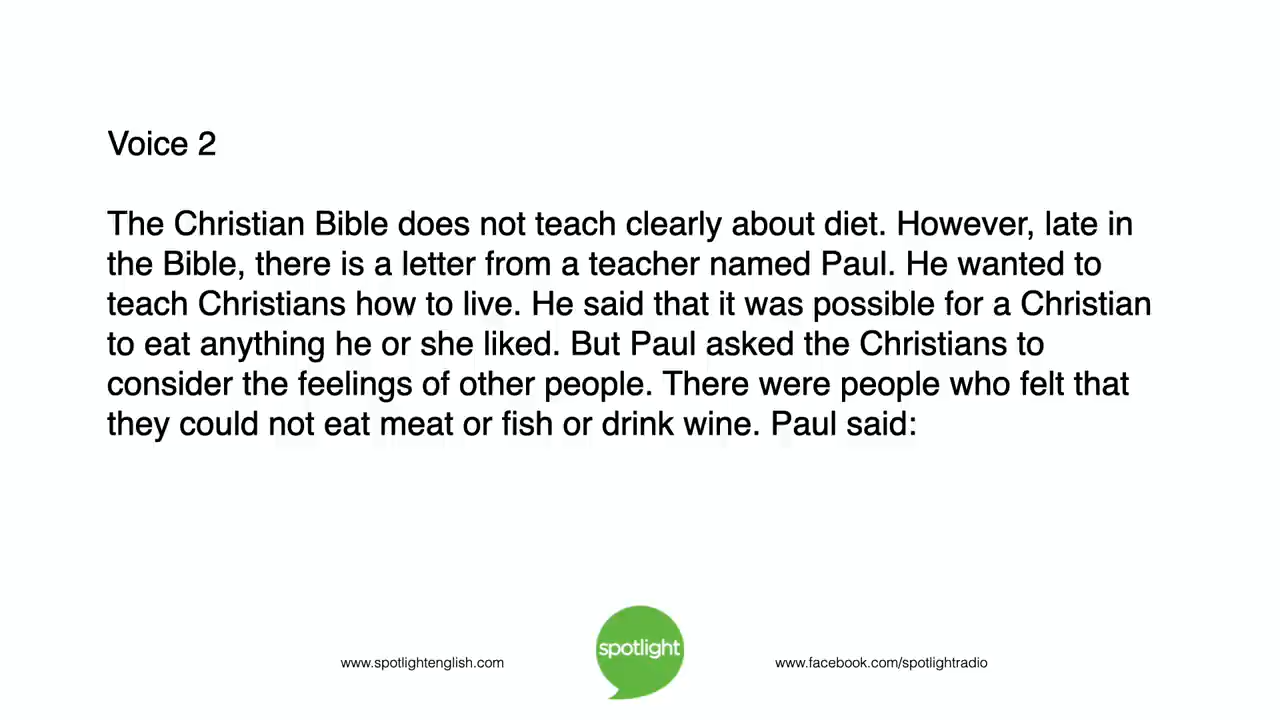 Voice 2
The Christian Bible does not teach clearly about diet. However, late in
the Bible, there is a letter from a teacher named Paul. He wanted to
teach Christians how to live. He said that it was possible for a Christian
to eat anything he or she liked. But Paul asked the Christians to
consider the feelings of other people. There were people who felt that
they could not eat meat or fish or drink wine. Paul said:
www.spotlightenglish.com
spotlight
www.facebook.com/spotlightradio